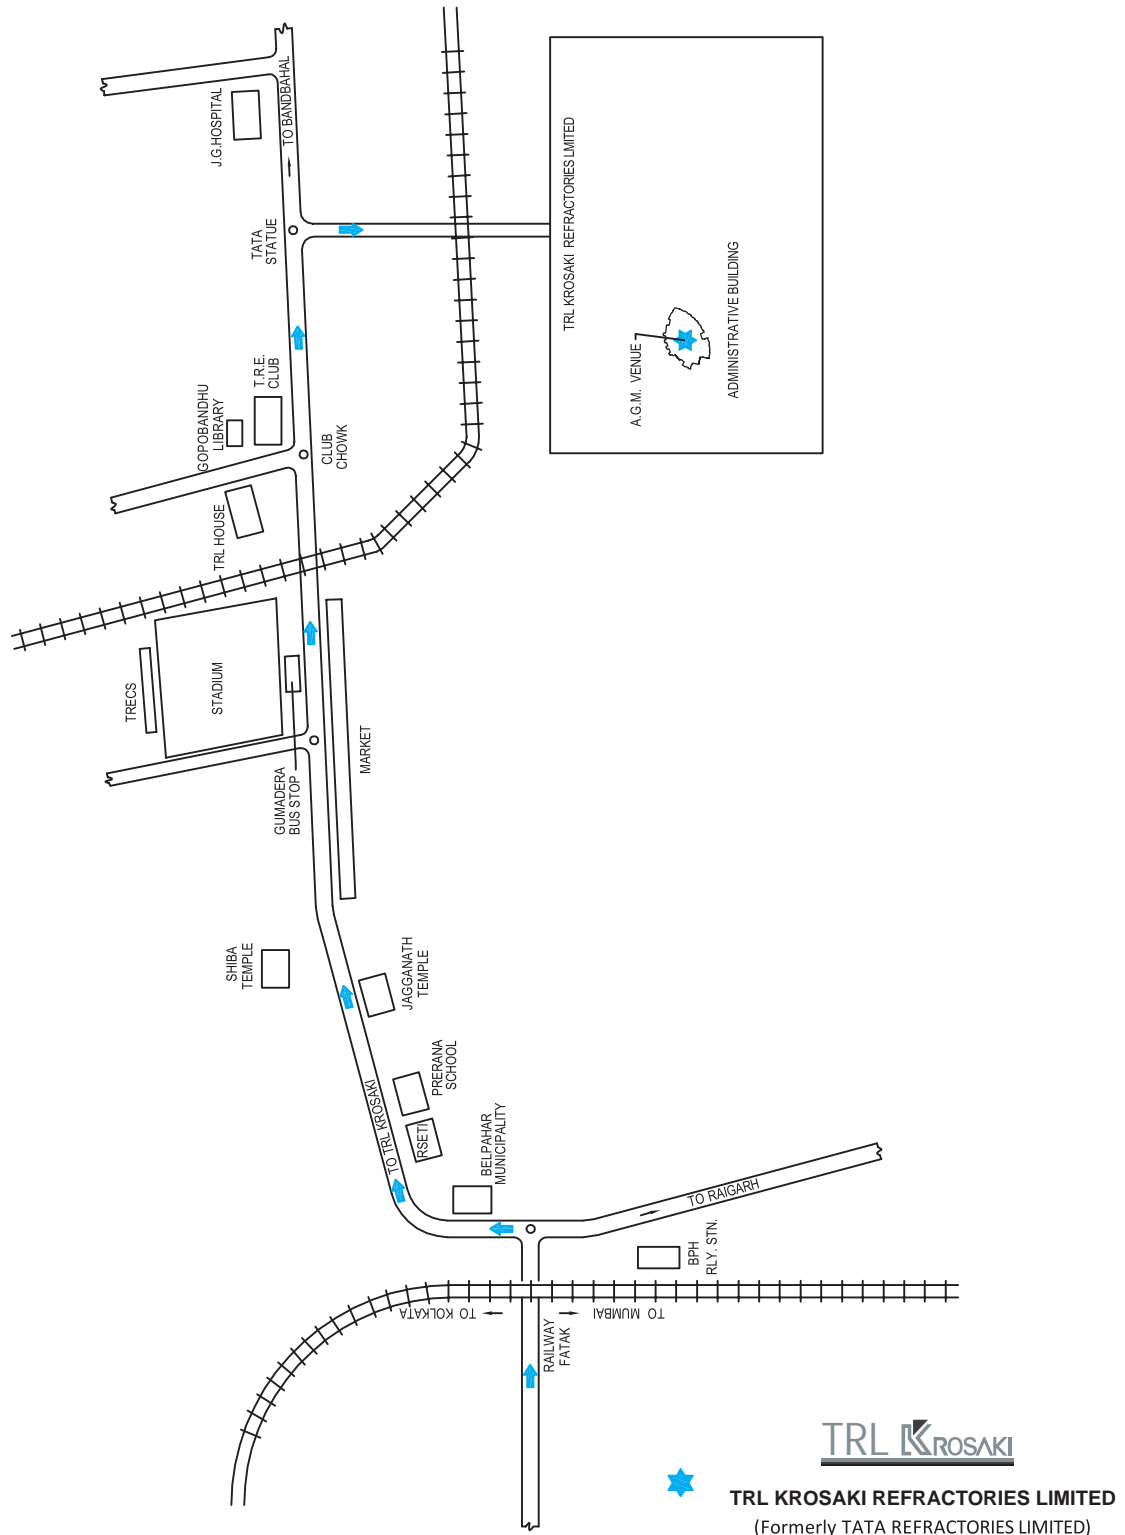 TO BANDBAHAL
J.G.HOSPITAL
TATA
STATUE
TRL KROSAKI REFRACTORIES LMITED
A.G.M. VENUE
ADMINISTRATIVE BUILDING
T.R.E.
CLUB
GOPOBANDHU
LIBRARY
CLUB
CHOWK
TRL HOUSE
TRECS
STADIUM
GUMADERA
BUS STOP
MARKET
SHIBA
TEMPLE
JAGGANATH
TEMPLE
PRERANA
SCHOOL
RSETI
TO TRL KROSAKI
BELPAHAR
MUNICIPALITY
TO RAIGARH
BPH
RLY. STN.
TO KOLKATA
TO MUMBAI
RAILWAY
FATAK
TRL KROSAKI
TRL KROSAKI REFRACTORIES LIMITED
(Formerly TATA REFRACTORIES LIMITED)